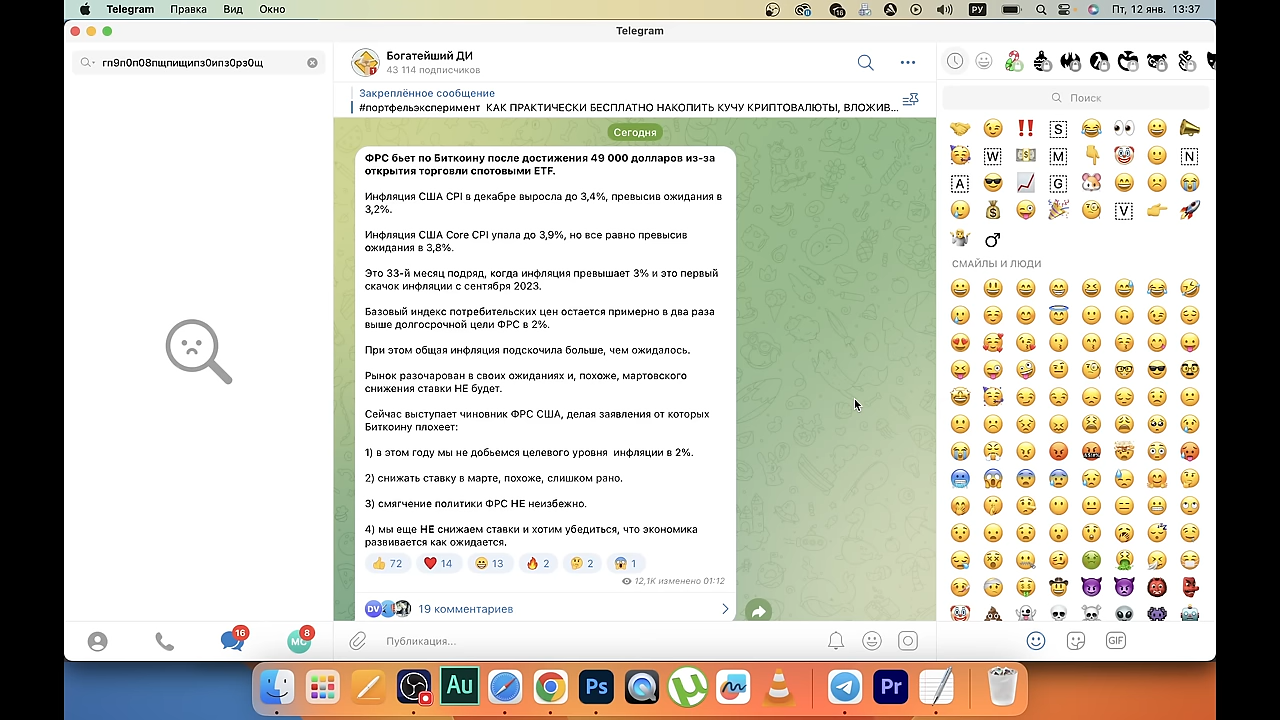 Telegram Правка Вид Окно
РУ
Пт, 12 янв. 13:37
Telegram
гп9п0п08пщпищипз0ипз0рз0щ
Богатейший ДИ
43 114 подписчиков
Закреплённое сообщение
#портфельэксперимент КАК ПРАКТИЧЕСКИ БЕСПЛАТНО НАКОПИТЬ КУЧУ КРИПТОВАЛЮТЫ, ВЛОЖИВ...
Сегодня
ФРС бьет по Биткоину после достижения 49 000 долларов из-за
открытия торговли спотовыми ETF.
Инфляция США CPI в декабре выросла до 3,4%, превысив ожидания в
3,2%.
Инфляция США Core CPI упала до 3,9%, но все равно превысив
ожидания в 3,8%.
Это 33-й месяц подряд, когда инфляция превышает 3% и это первый
скачок инфляции с сентября 2023.
Базовый индекс потребительских цен остается примерно в два раза
выше долгосрочной цели ФРС в 2%.
При этом общая инфляция подскочила больше, чем ожидалось.
Рынок разочарован в своих ожиданиях и, похоже, мартовского
снижения ставки НЕ будет.
Сейчас выступает чиновник ФРС США, делая заявления от которых
Биткоину плохеет:
1) в этом году мы не добьемся целевого уровня инфляции в 2%.
2) снижать ставку в марте, похоже, слишком рано.
3) смягчение политики ФРС НЕ неизбежно.
4) мы еще НЕ снижаем ставки и хотим убедиться, что экономика
развивается как ожидается.
72 14 13 2 2 1
12,1K изменено 01:12
DV
19 комментариев
Публикация...
16
8
Поиск
S
W M N
A G
V
СМАЙЛЫ И ЛЮДИ
GIF
Au
Ps
Pr